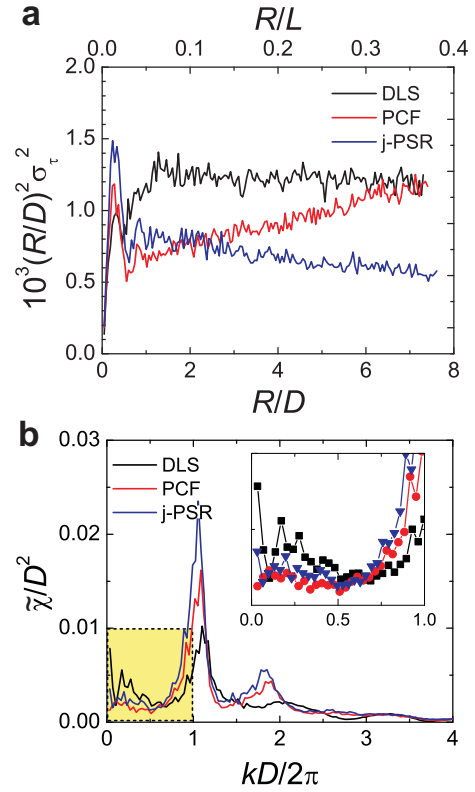 a
R/L
0.0 0.1 0.2 0.3 0.4
2.0
1.5
1.0
0.5
0.0
10³(R/D)²σ_τ²
DLS
PCF
j-PSR
0 2 4 6 8
R/D
b
0.03
0.02
0.01
0.00
χ̃/D²
DLS
PCF
j-PSR
0.0 0.5 1.0
0 1 2 3 4
kD/2π